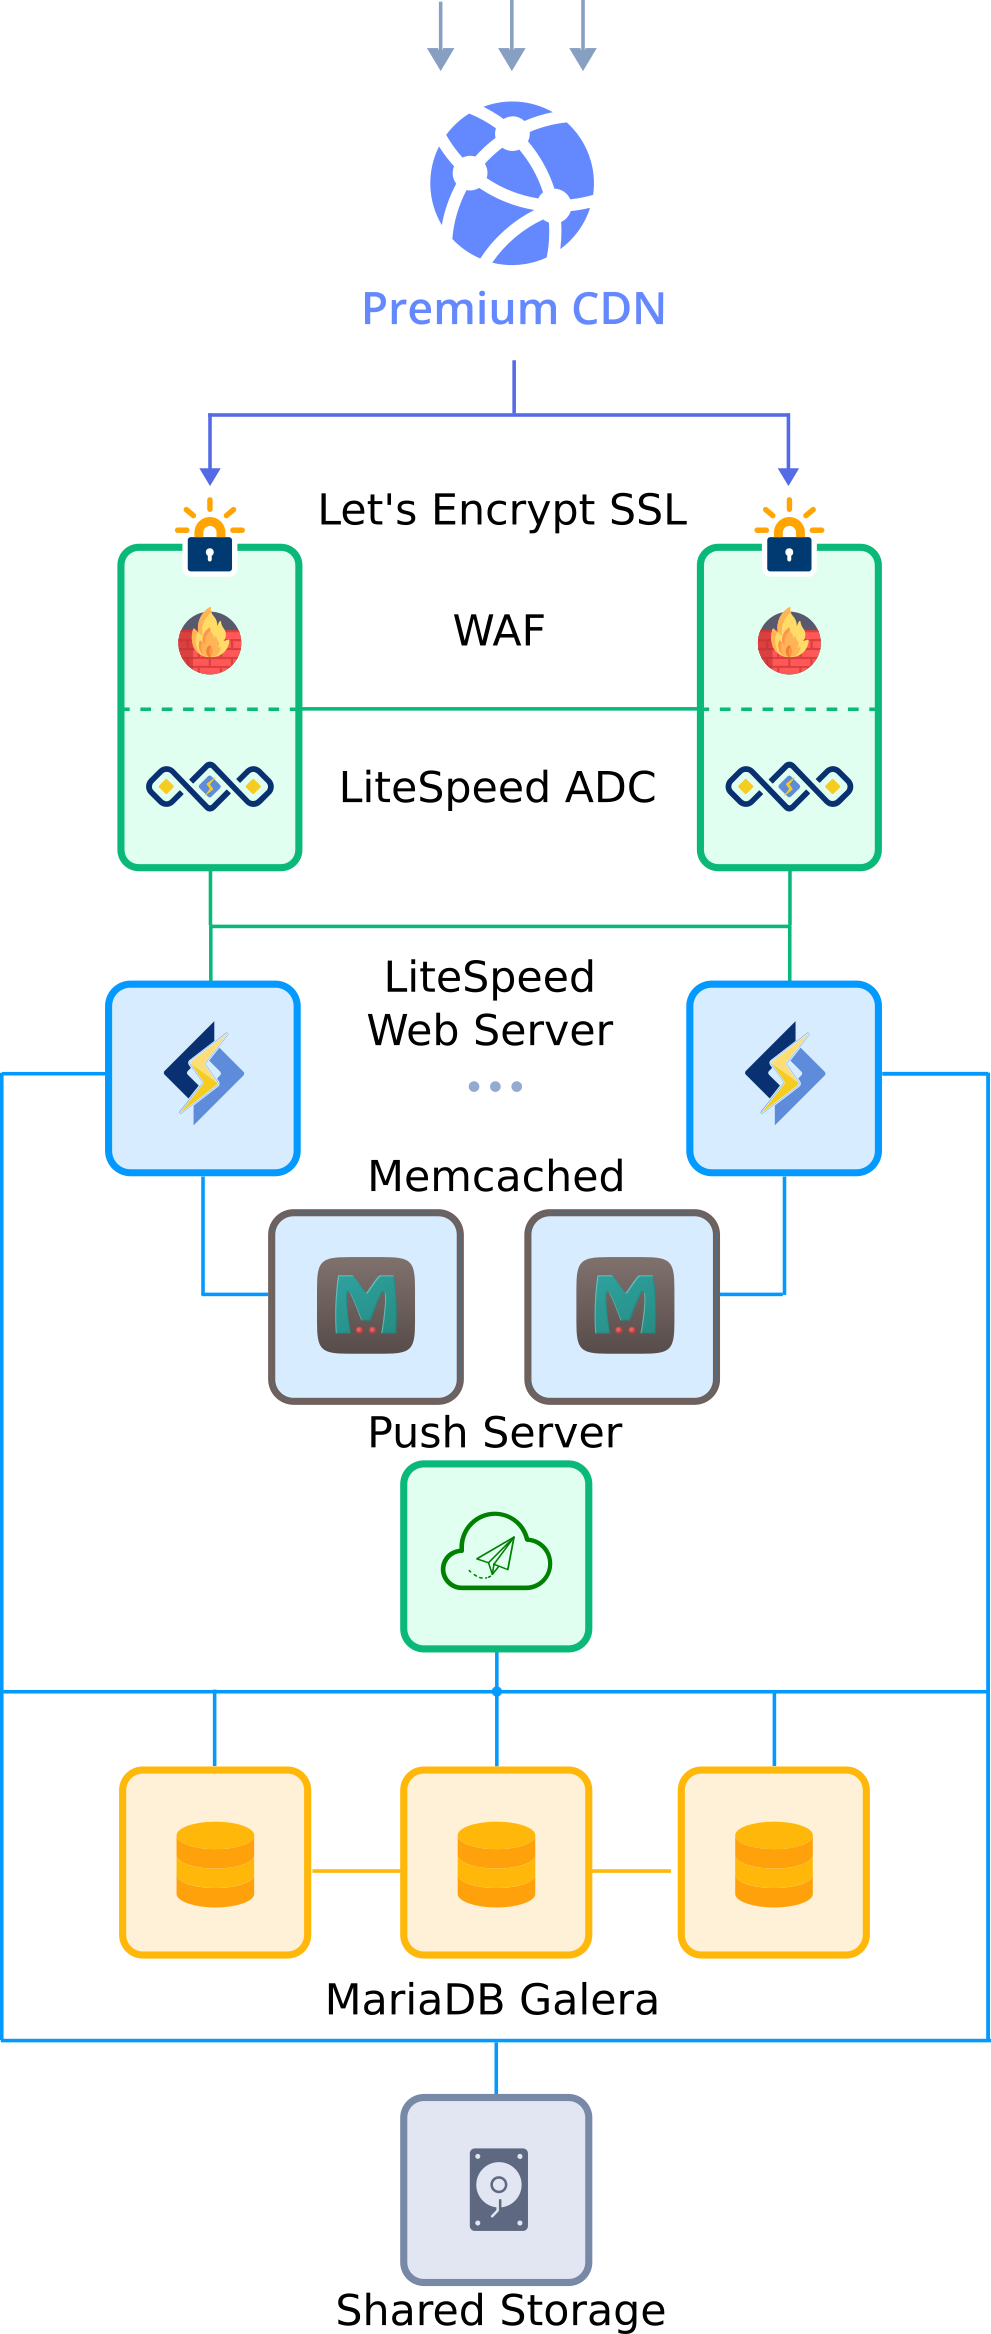 Premium CDN
Let's Encrypt SSL
WAF
LiteSpeed ADC
LiteSpeed
Web Server
Memcached
Push Server
MariaDB Galera
Shared Storage